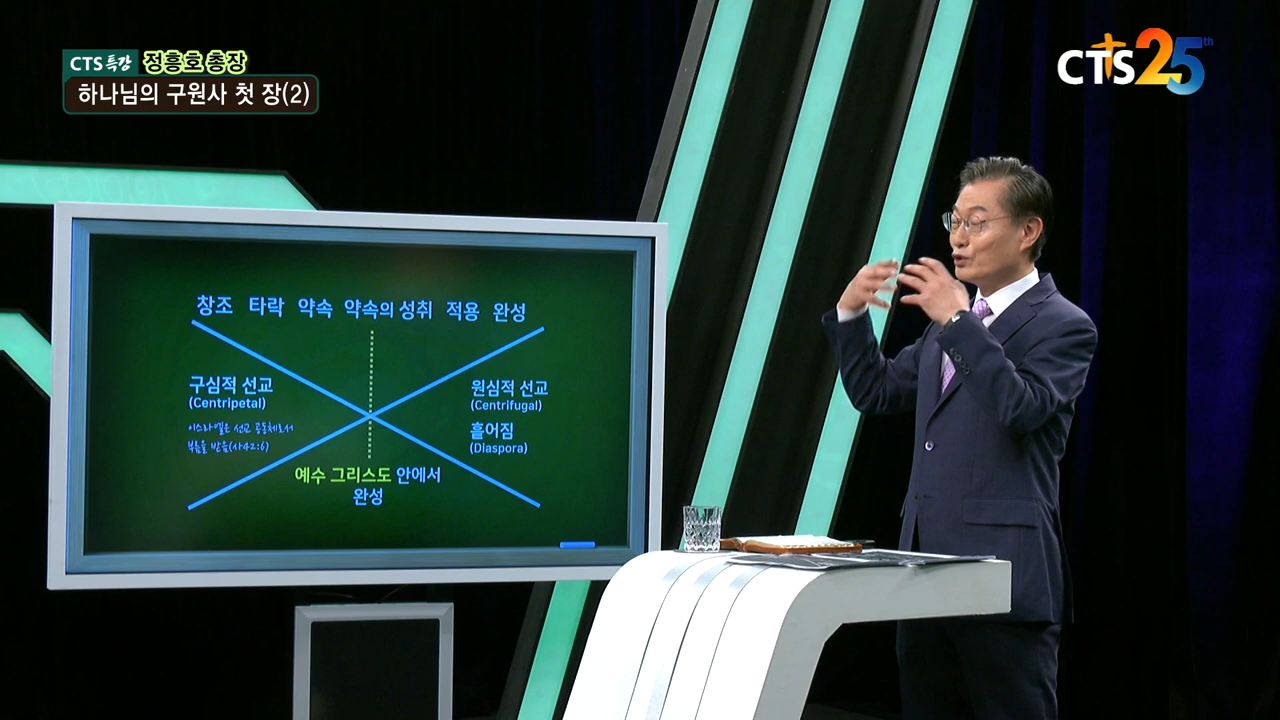 CTS 특강 정흥호 총장
하나님의 구원사 첫 장(2)
CTS25th
창조 타락 약속 약속의 성취 적용 완성
구심적 선교
(Centripetal)
이스라엘은 선교 공동체로서
부름을 받음(사42:6)
원심적 선교
(Centrifugal)
흩어짐
(Diaspora)
예수 그리스도 안에서
완성